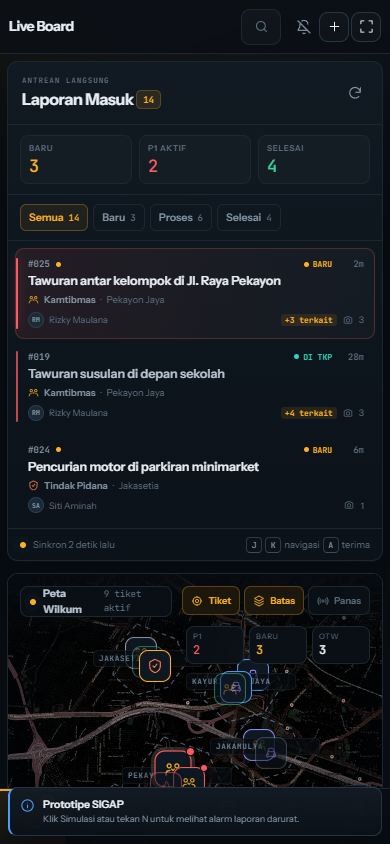 Live Board
ANTREAN LANGSUNG
Laporan Masuk 14
BARU P1 AKTIF SELESAI
3 2 4
Semua 14 Baru 3 Proses 6 Selesai 4
#025 BARU 2m
Tawuran antar kelompok di Jl. Raya Pekayon
Kamtibmas · Pekayon Jaya
RM Rizky Maulana +3 terkait 3
#019 DI TKP 28m
Tawuran susulan di depan sekolah
Kamtibmas · Pekayon Jaya
RM Rizky Maulana +4 terkait 3
#024 BARU 6m
Pencurian motor di parkiran minimarket
Tindak Pidana · Jakasetia
SA Siti Aminah 1
Sinkron 2 detik lalu J K navigasi A terima
Peta Wilkum 9 tiket aktif Tiket Batas Panas
P1 BARU OTW
2 3 3
JAKASET
KAYUR JAYA
JAKAMULYA
PEKAY
Prototipe SIGAP
Klik Simulasi atau tekan N untuk melihat alarm laporan darurat.